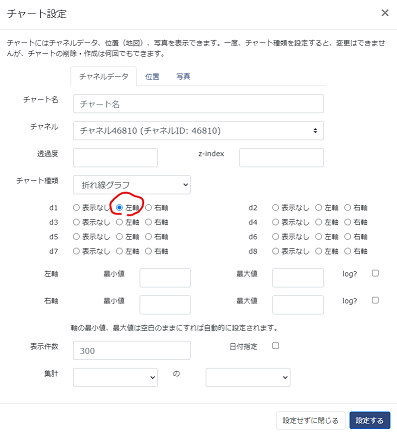 チャート設定 ×
チャートにはチャネルデータ、位置（地図）、写真を表示できます。一度、チャート種類を設定すると、変更はできませ
んが、チャートの削除・作成は何回でもできます。
チャネルデータ 位置 写真
チャート名 チャート名
チャネル チャネル46810 (チャネルID: 46810)
透過度 z-index
チャート種類 折れ線グラフ
d1 表示なし 左軸 右軸 d2 表示なし 左軸 右軸
d3 表示なし 左軸 右軸 d4 表示なし 左軸 右軸
d5 表示なし 左軸 右軸 d6 表示なし 左軸 右軸
d7 表示なし 左軸 右軸 d8 表示なし 左軸 右軸
左軸 最小値 最大値 log?
右軸 最小値 最大値 log?
軸の最小値、最大値は空白のままにすれば自動的に設定されます。
表示件数 300 日付指定
集計 の
設定せずに閉じる 設定する